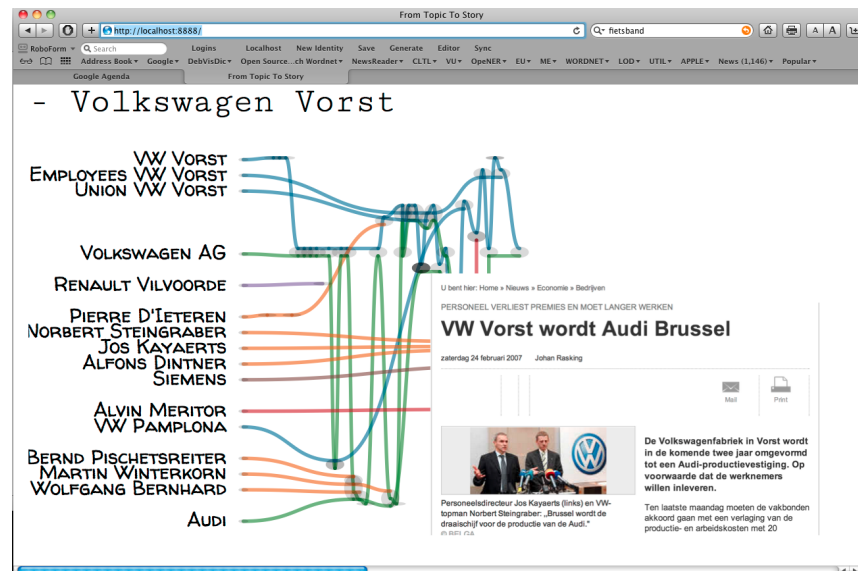 From Topic To Story
http://localhost:8888/
fietsband
RoboForm
Search
Logins Localhost New Identity Save Generate Editor Sync
Address Book Google DebVisDic Open Source...ch Wordnet NewsReader CLTL VU OpeNER EU ME WORDNET LOD UTIL APPLE News (1,146) Popular
Google Agenda From Topic To Story
- Volkswagen Vorst
VW Vorst
Employees VW Vorst
Union VW Vorst
Volkswagen AG
Renault Vilvoorde
Pierre D'Ieteren
Norbert Steingraber
Jos Kayaerts
Alfons Dintner
Siemens
Alvin Meritor
VW Pamplona
Bernd Pischetsreiter
Martin Winterkorn
Wolfgang Bernhard
Audi
U bent hier: Home » Nieuws » Economie » Bedrijven
PERSONEEL VERLIEST PREMIES EN MOET LANGER WERKEN
VW Vorst wordt Audi Brussel
zaterdag 24 februari 2007 Johan Rasking
Mail Print
Personeelsdirecteur Jos Kayaerts (links) en VW-
topman Norbert Steingraber: „Brussel wordt de
draaischijf voor de productie van de Audi."
© BELGA
De Volkswagenfabriek in Vorst wordt
in de komende twee jaar omgevormd
tot een Audi-productievestiging. Op
voorwaarde dat de werknemers
willen inleveren.
Ten laatste maandag moeten de vakbonden
akkoord gaan met een verlaging van de
productie- en arbeidskosten met 20